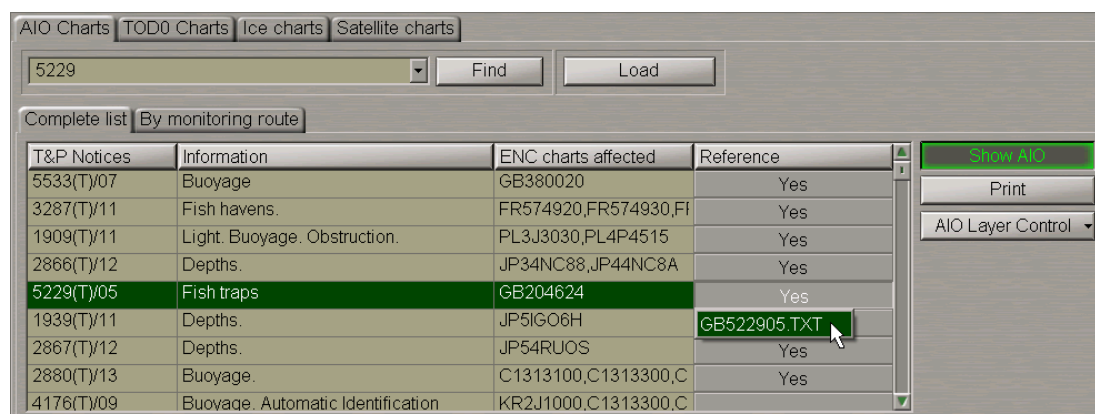 AIO Charts TOD0 Charts Ice charts Satellite charts
5229 Find Load
Complete list By monitoring route
T&P Notices Information ENC charts affected Reference Show AIO
5533(T)/07 Buoyage GB380020 Yes Print
3287(T)/11 Fish havens. FR574920,FR574930,FI Yes
1909(T)/11 Light. Buoyage. Obstruction. PL3J3030,PL4P4515 Yes AIO Layer Control
2866(T)/12 Depths. JP34NC88,JP44NC8A Yes
5229(T)/05 Fish traps GB204624 Yes
1939(T)/11 Depths. JP5IGO6H GB522905.TXT
2867(T)/12 Depths. JP54RUOS Yes
2880(T)/13 Buoyage. C1313100,C1313300,C Yes
4176(T)/09 Buoyage. Automatic Identification KR2J1000,C1313300,C